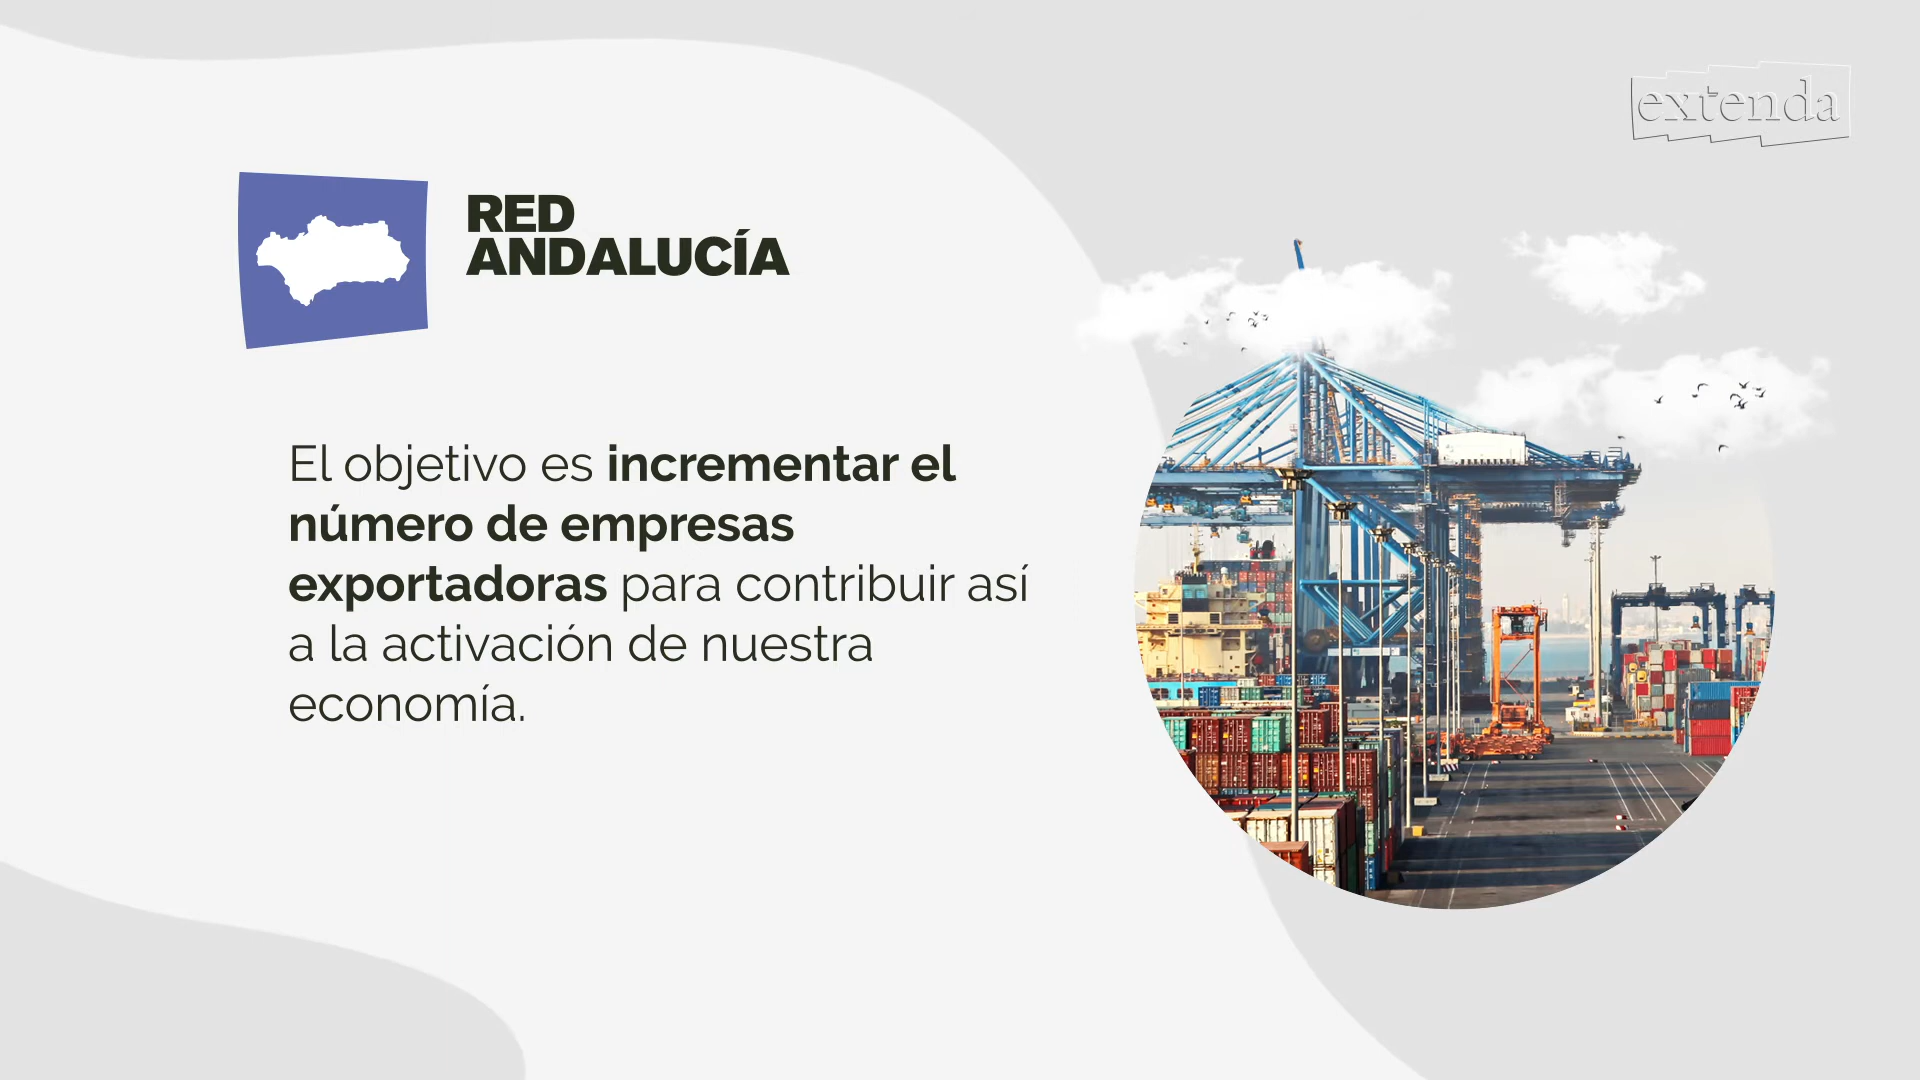 extenda
RED
ANDALUCÍA
El objetivo es incrementar el
número de empresas
exportadoras para contribuir así
a la activación de nuestra
economía.